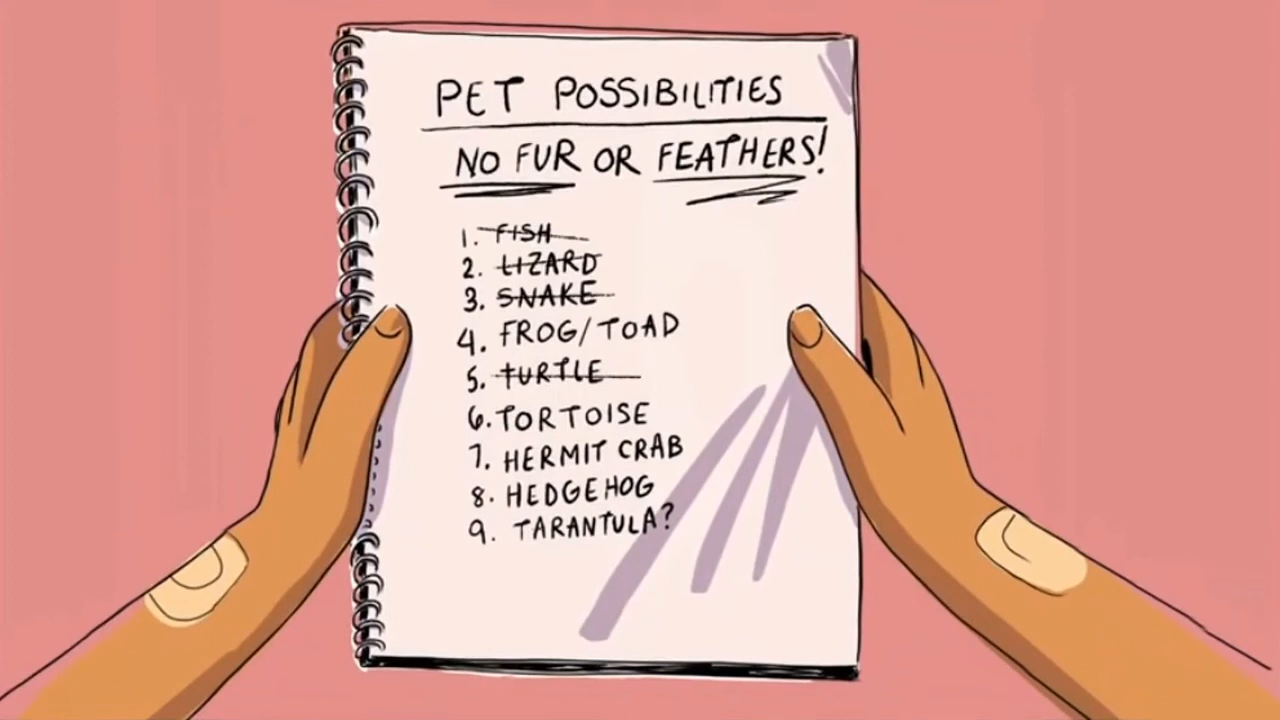 PET POSSIBILITIES
NO FUR OR FEATHERS!
1. FISH
2. LIZARD
3. SNAKE
4. FROG/TOAD
5. TURTLE
6. TORTOISE
7. HERMIT CRAB
8. HEDGEHOG
9. TARANTULA?